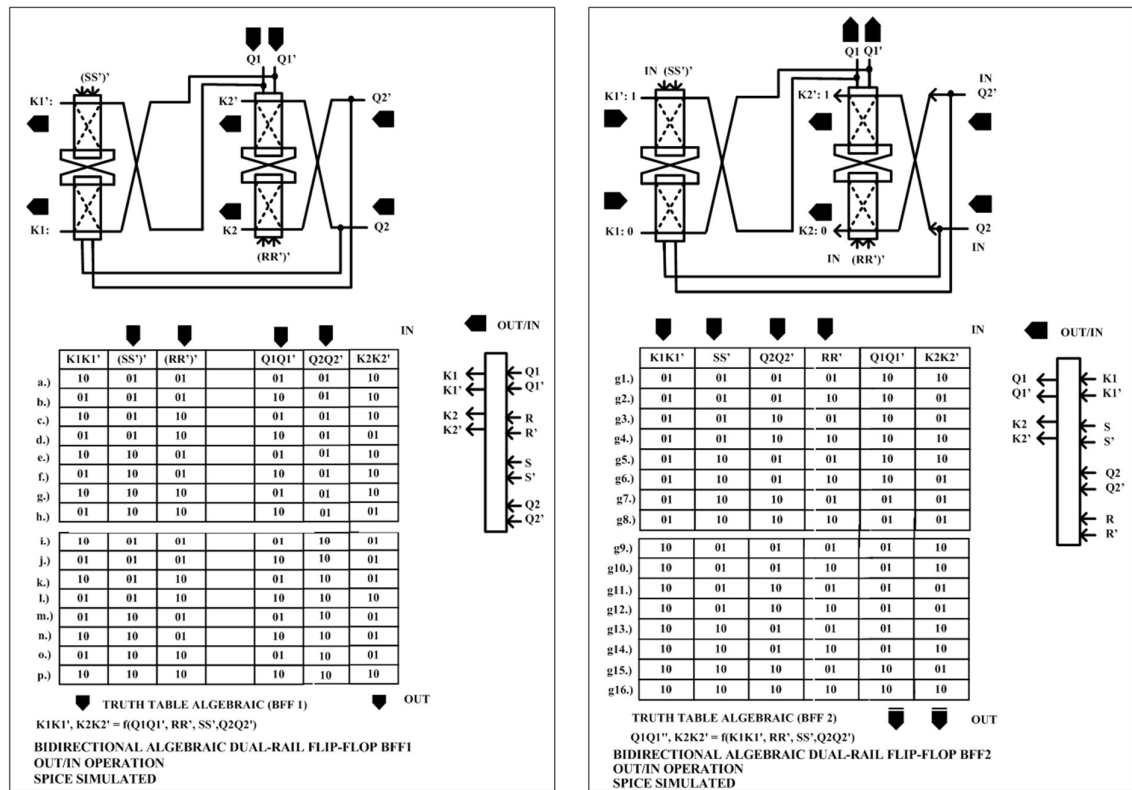 Q1 Q1'
(SS')'
K1':
K2'
Q2'
K1:
K2
Q2
(RR')'
IN
OUT/IN
K1K1' (SS')' (RR')' Q1Q1' Q2Q2' K2K2'
a.) 10 01 01 01 01 10
b.) 01 01 01 10 01 10
c.) 10 01 10 01 01 10
d.) 01 01 10 10 01 01
e.) 10 10 01 01 01 10
f.) 01 10 01 10 01 10
g.) 10 10 10 01 01 10
h.) 01 10 10 10 01 01
i.) 10 01 01 01 10 01
j.) 01 01 01 10 10 01
k.) 10 01 10 01 10 01
l.) 01 01 10 10 10 10
m.) 01 10 01 01 10 01
n.) 10 10 01 10 10 01
o.) 01 10 10 01 10 01
p.) 10 10 10 10 10 10
K1
K1'
K2
K2'
Q1
Q1'
R
R'
S
S'
Q2
Q2'
TRUTH TABLE ALGEBRAIC (BFF 1)
OUT
K1K1', K2K2' = f(Q1Q1', RR', SS',Q2Q2')
BIDIRECTIONAL ALGEBRAIC DUAL-RAIL FLIP-FLOP BFF1
OUT/IN OPERATION
SPICE SIMULATED
Q1 Q1'
IN (SS')'
IN
K1': 1
K2': 1
Q2'
K1: 0
K2: 0
Q2
IN
IN (RR')'
IN
OUT/IN
K1K1' SS' Q2Q2' RR' Q1Q1' K2K2'
g1.) 01 01 01 01 10 10
g2.) 01 01 01 10 10 01
g3.) 01 01 10 01 10 01
g4.) 01 01 10 10 10 10
g5.) 01 10 01 01 10 10
g6.) 01 10 01 10 10 01
g7.) 01 10 10 01 01 01
g8.) 01 10 10 10 01 01
g9.) 10 01 01 01 01 10
g10.) 10 01 01 10 01 10
g11.) 10 01 10 01 01 01
g12.) 10 01 10 10 01 01
g13.) 10 10 01 01 01 10
g14.) 10 10 01 10 01 10
g15.) 10 10 10 01 10 01
g16.) 10 10 10 10 10 10
Q1
Q1'
K2
K2'
K1
K1'
S
S'
Q2
Q2'
R
R'
TRUTH TABLE ALGEBRAIC (BFF 2)
OUT
Q1Q1'', K2K2' = f(K1K1', RR', SS',Q2Q2')
BIDIRECTIONAL ALGEBRAIC DUAL-RAIL FLIP-FLOP BFF2
OUT/IN OPERATION
SPICE SIMULATED